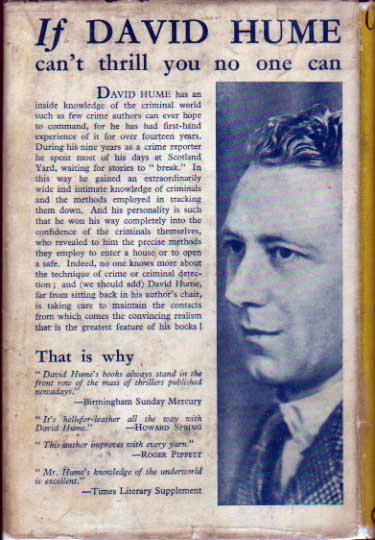 If DAVID HUME
can't thrill you no one can
DAVID HUME has an
inside knowledge of the criminal world
such as few crime authors can ever hope
to command, for he has had first-hand
experience of it for over fourteen years.
During his nine years as a crime reporter
he spent most of his days at Scotland
Yard, waiting for stories to " break." In
this way he gained an extraordinarily
wide and intimate knowledge of criminals
and the methods employed in tracking
them down. And his personality is such
that he won his way completely into the
confidence of the criminals themselves,
who revealed to him the precise methods
they employ to enter a house or to open
a safe. Indeed, no one knows more about
the technique of crime or criminal detec-
tion ; and (we should add) David Hume,
far from sitting back in his author's chair,
is taking care to maintain the contacts
from which comes the convincing realism
that is the greatest feature of his books !
That is why
" David Hume's books always stand in the
front row of the mass of thrillers published
nowadays."
—Birmingham Sunday Mercury
" It's hell-for-leather all the way with
David Hume." —HOWARD SPRING
" This author improves with every yarn."
—ROGER PIPPETT
" Mr. Hume's knowledge of the underworld
is excellent."
—Times Literary Supplement